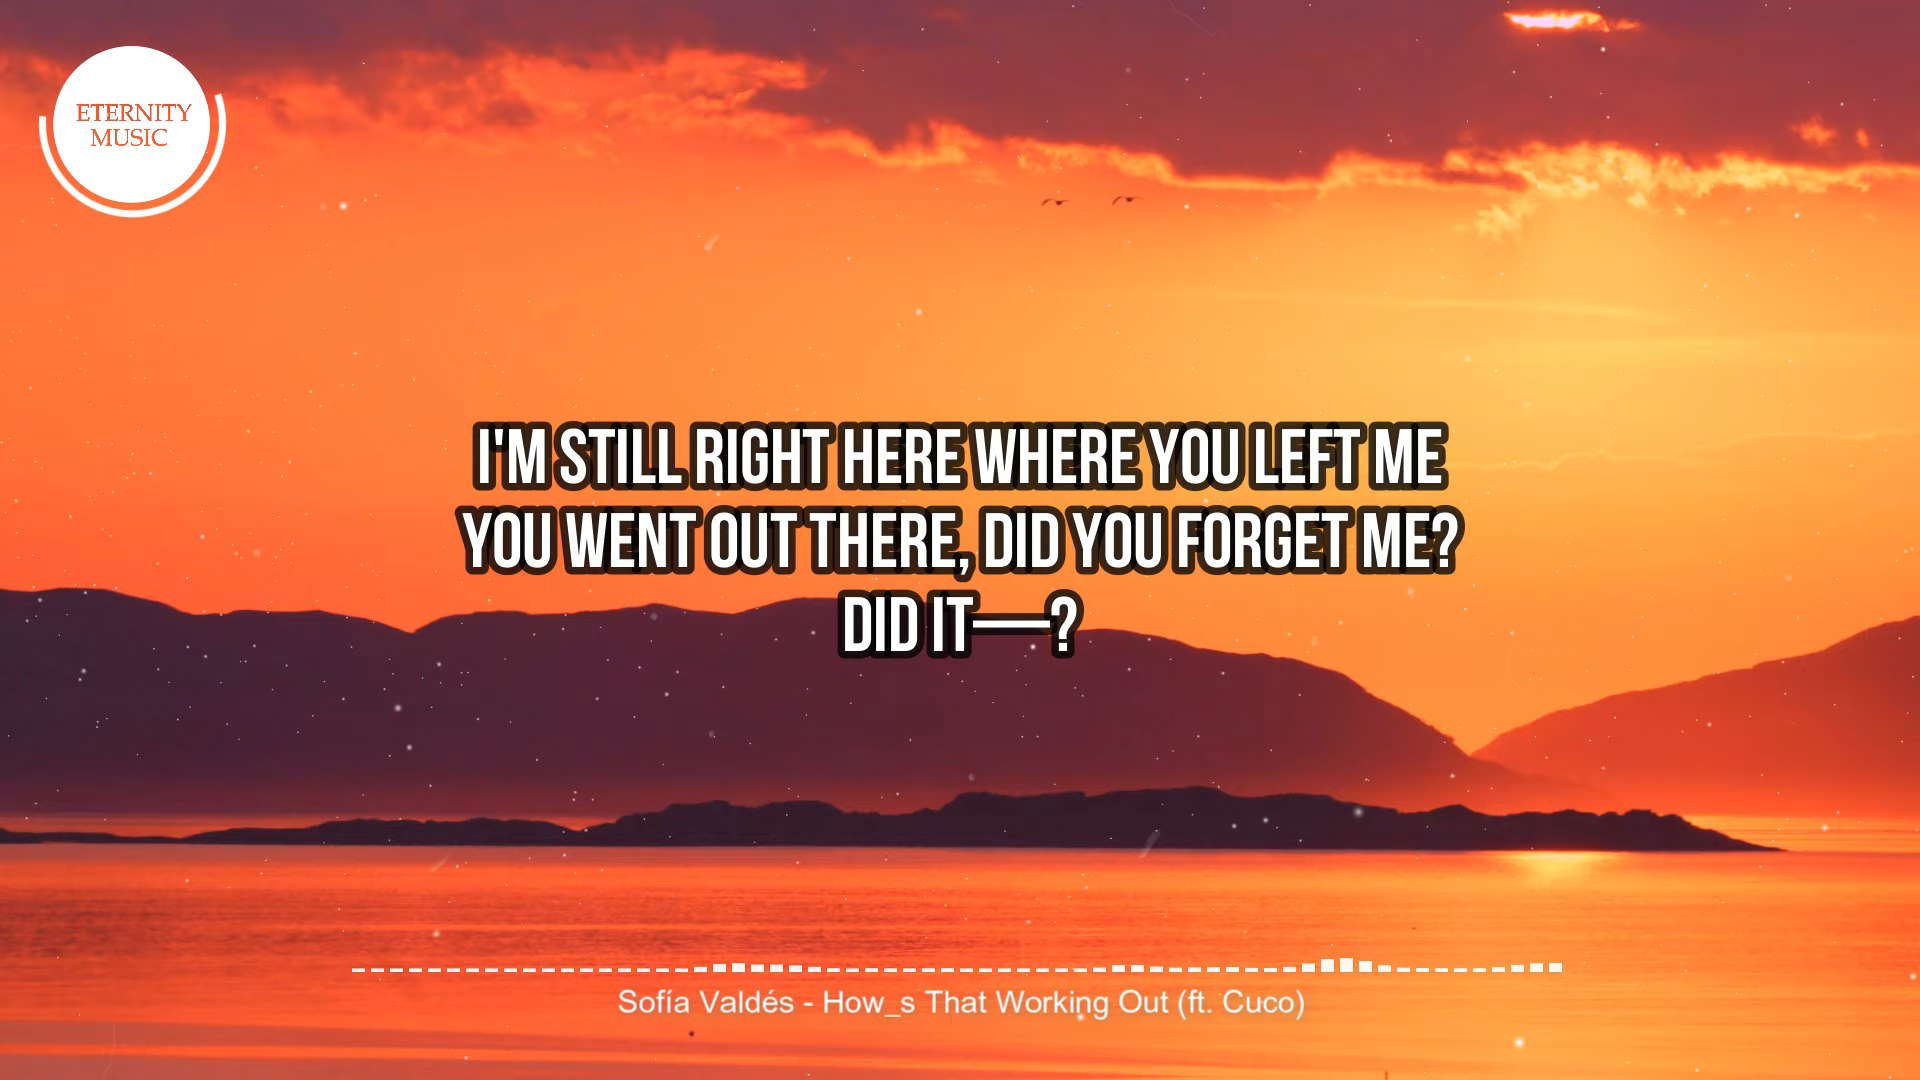 ETERNITY
MUSIC
I'M STILL RIGHT HERE WHERE YOU LEFT ME
YOU WENT OUT THERE, DID YOU FORGET ME?
DID IT—?
Sofía Valdés - How_s That Working Out (ft. Cuco)